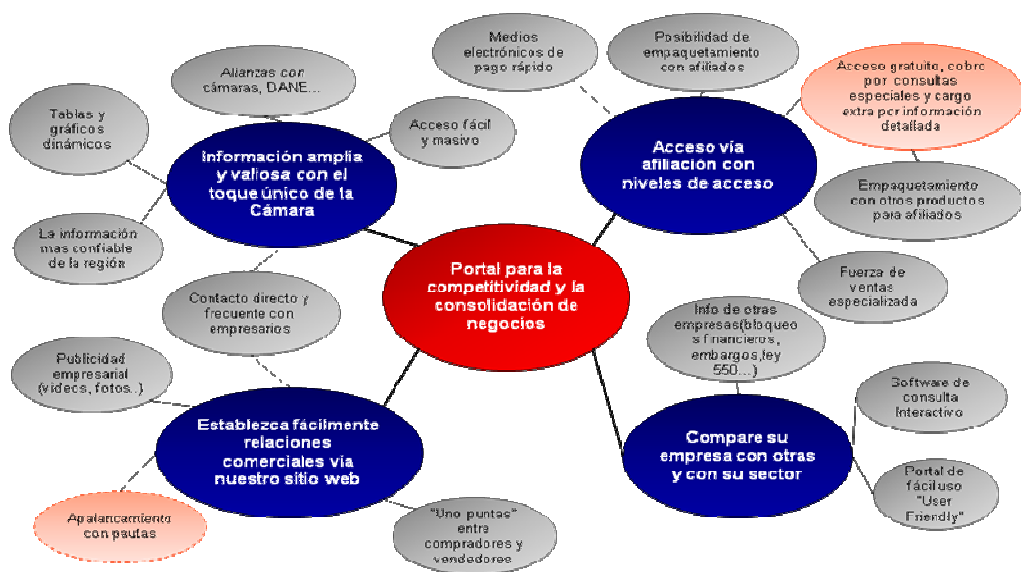 Medios
electrónicos de
pago rápido
Posibilidad de
empaquetamiento
con afiliados
Acceso gratuito, cobro
por consultas
especiales y cargo
extra por información
detallada
Alianzas con
cámaras, DANE...
Tablas y
gráficos
dinámicos
Acceso fácil
y masivo
Información amplia
y valiosa con el
toque único de la
Cámara
Acceso vía
afiliación con
niveles de acceso
Empaquetamiento
con otros productos
para afiliados
La información
mas confiable
de la región
Portal para la
competitividad y la
consolidación de
negocios
Fuerza de
ventas
especializada
Contacto directo y
frecuente con
empresarios
Info de otras
empresas(bloqueo
s financieros,
embargos,ley
550...)
Publicidad
empresarial
(videos, fotos..)
Software de
consulta
Interactivo
Establezca fácilmente
relaciones
comerciales vía
nuestro sitio web
Compare su
empresa con otras
y con su sector
Portal de
fácil uso
"User
Friendly"
Apalancamiento
con pautas
"Uno puntas" entre
compradores y
vendedores